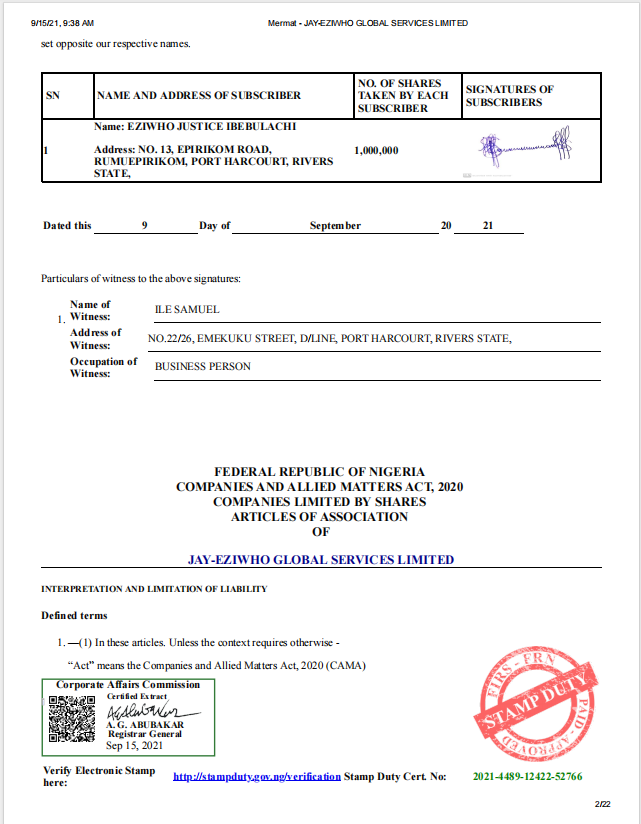 9/15/21, 9:38 AM
Mermat - JAY-EZIWHO GLOBAL SERVICES LIMITED
set opposite our respective names.
SN
NAME AND ADDRESS OF SUBSCRIBER
NO. OF SHARES
TAKEN BY EACH
SUBSCRIBER
SIGNATURES OF
SUBSCRIBERS
1
Name: EZIWHO JUSTICE IBEBULACHI
Address: NO. 13, EPIRIKOM ROAD,
RUMUEPIRIKOM, PORT HARCOURT, RIVERS
STATE,
1,000,000
Dated this 9 Day of September 20 21
Particulars of witness to the above signatures:
1.
Name of
Witness:
ILE SAMUEL
Address of
Witness:
NO.22/26, EMEKUKU STREET, D/LINE, PORT HARCOURT, RIVERS STATE,
Occupation of
Witness:
BUSINESS PERSON
FEDERAL REPUBLIC OF NIGERIA
COMPANIES AND ALLIED MATTERS ACT, 2020
COMPANIES LIMITED BY SHARES
ARTICLES OF ASSOCIATION
OF
JAY-EZIWHO GLOBAL SERVICES LIMITED
INTERPRETATION AND LIMITATION OF LIABILITY
Defined terms
1. —(1) In these articles. Unless the context requires otherwise -
“Act” means the Companies and Allied Matters Act, 2020 (CAMA)
Corporate Affairs Commission
Certified Extract
A. G. ABUBAKAR
Registrar General
Sep 15, 2021
FIRS - FRN
STAMP DUTY
PAID - APPROVED
Verify Electronic Stamp
here:
http://stampduty.gov.ng/verification Stamp Duty Cert. No: 2021-4489-12422-52766
2/22